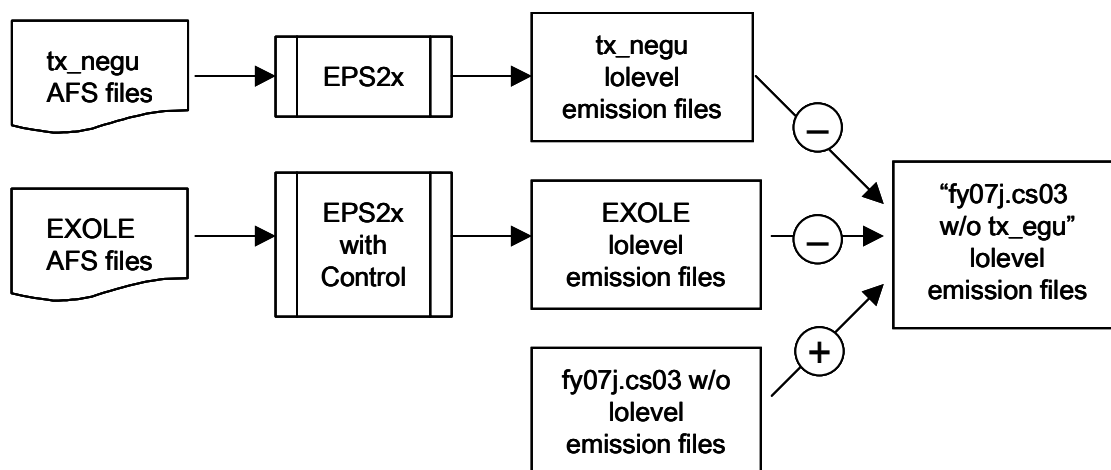 tx_negu
AFS files
EPS2x
tx_negu
lolevel
emission files
−
EXOLE
AFS files
EPS2x
with
Control
EXOLE
lolevel
emission files
−
“fy07j.cs03
w/o tx_egu”
lolevel
emission files
+
fy07j.cs03 w/o
lolevel
emission files